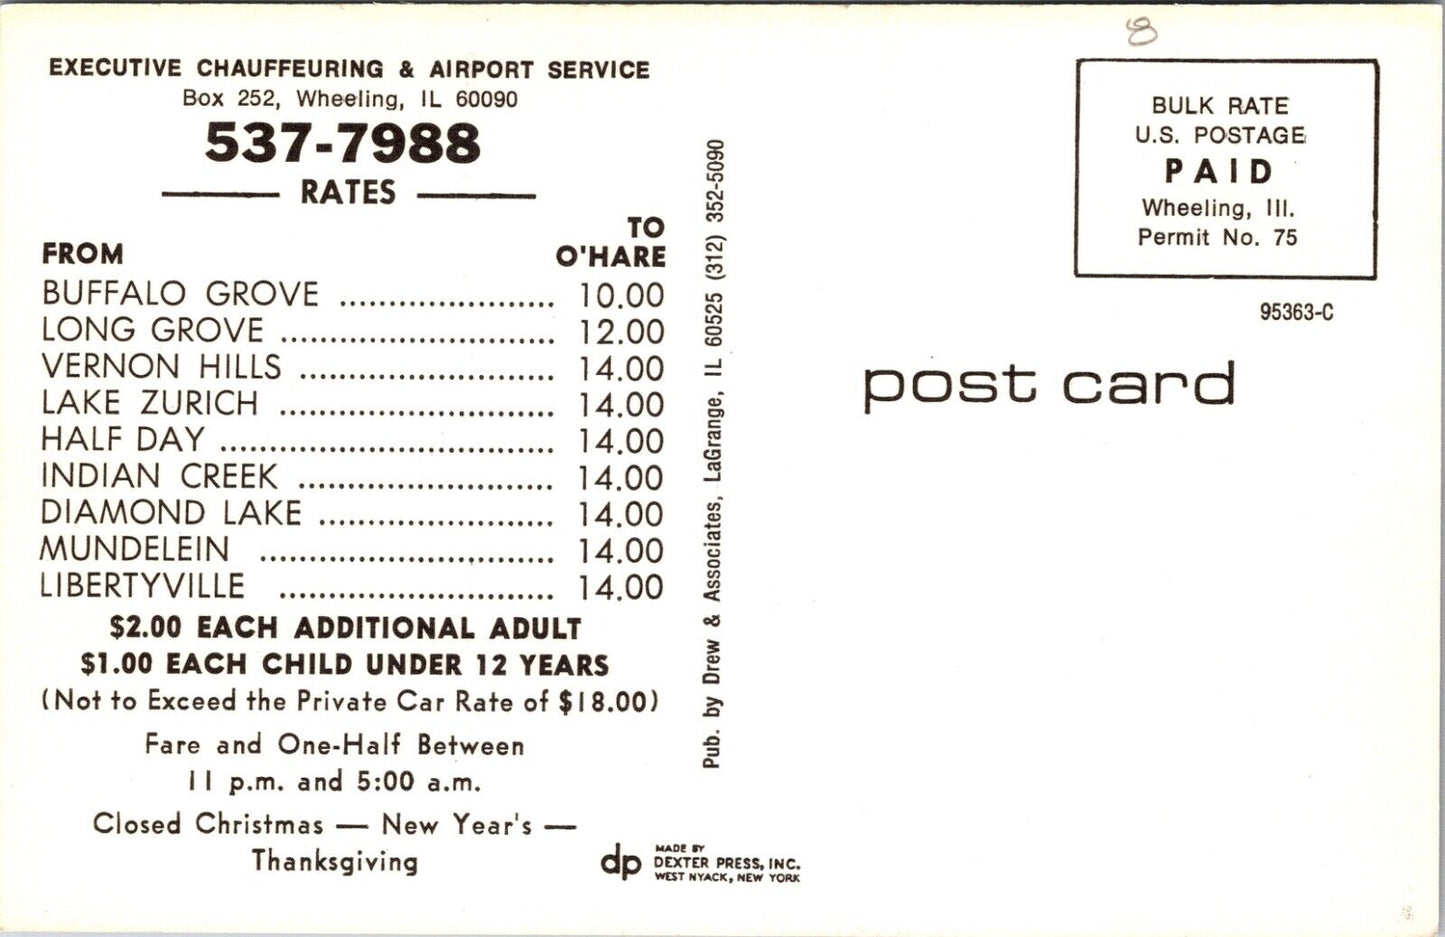 EXECUTIVE CHAUFFEURING & AIRPORT SERVICE
Box 252, Wheeling, IL 60090
537-7988
RATES
FROM TO O'HARE
BUFFALO GROVE ...................... 10.00
LONG GROVE ........................... 12.00
VERNON HILLS ......................... 14.00
LAKE ZURICH ........................... 14.00
HALF DAY ................................. 14.00
INDIAN CREEK ......................... 14.00
DIAMOND LAKE ....................... 14.00
MUNDELEIN ............................. 14.00
LIBERTYVILLE ........................... 14.00
$2.00 EACH ADDITIONAL ADULT
$1.00 EACH CHILD UNDER 12 YEARS
(Not to Exceed the Private Car Rate of $18.00)
Fare and One-Half Between
11 p.m. and 5:00 a.m.
Closed Christmas — New Year's —
Thanksgiving
Pub. by Drew & Associates, LaGrange, IL 60525 (312) 352-5090
dp
MADE BY
DEXTER PRESS, INC.
WEST NYACK, NEW YORK
8
BULK RATE
U.S. POSTAGE
PAID
Wheeling, Ill.
Permit No. 75
95363-C
post card